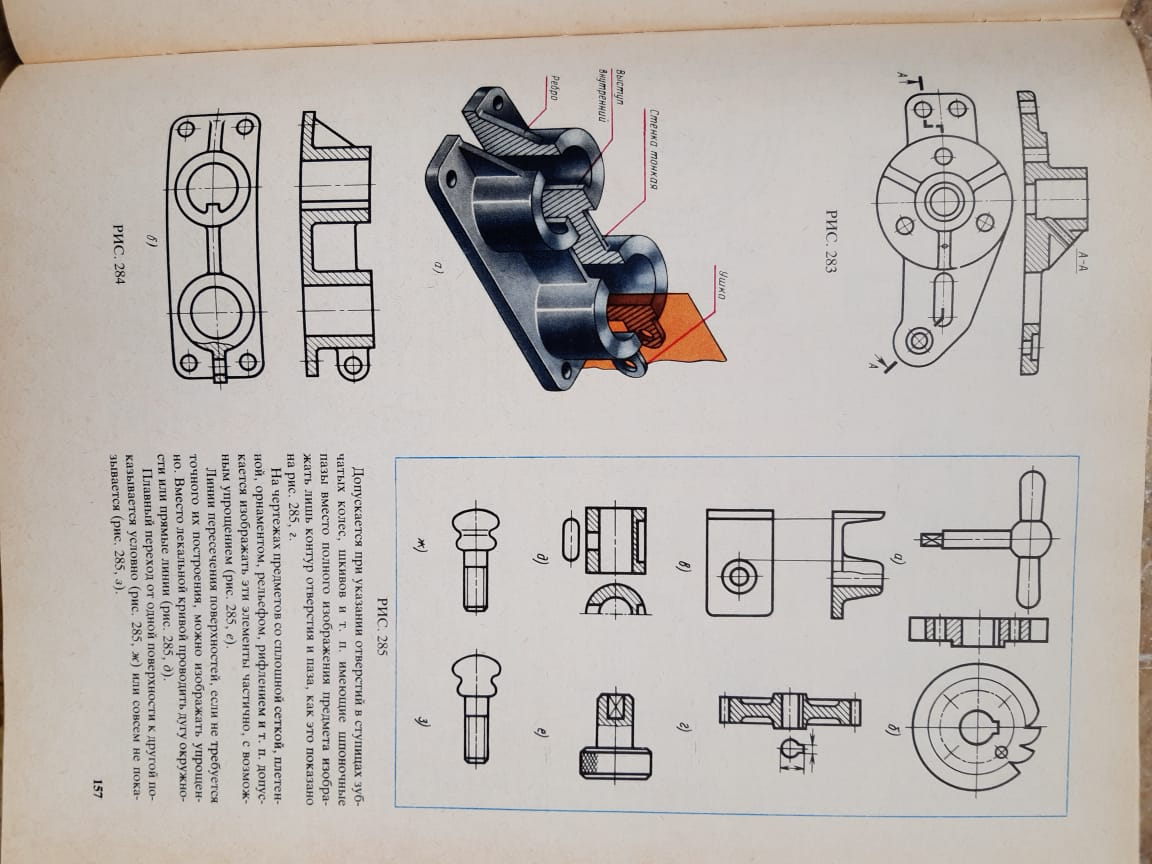 А1
А-А
А
РИС. 283
Ребро
Выступ
внутренний
Стенка тонкая
Ушко
а)
б)
РИС. 284
а)
б)
в)
г)
д)
е)
ж)
з)
РИС. 285
Допускается при указании отверстий в ступицах зуб-
чатых колес, шкивов и т. п. имеющие шпоночные
пазы вместо полного изображения предмета изобра-
жать лишь контур отверстия и паза, как это показано
на рис. 285, г.
На чертежах предметов со сплошной сеткой, плетен-
ной, орнаментом, рельефом, рифлением и т. п. допус-
кается изображать эти элементы частично, с возмож-
ным упрощением (рис. 285, е).
Линии пересечения поверхностей, если не требуется
точного их построения, можно изображать упрощен-
но. Вместо лекальной кривой проводить дугу окружно-
сти или прямые линии (рис. 285, д).
Плавный переход от одной поверхности к другой по-
казывается условно (рис. 285, ж) или совсем не пока-
зывается (рис. 285, з).
157